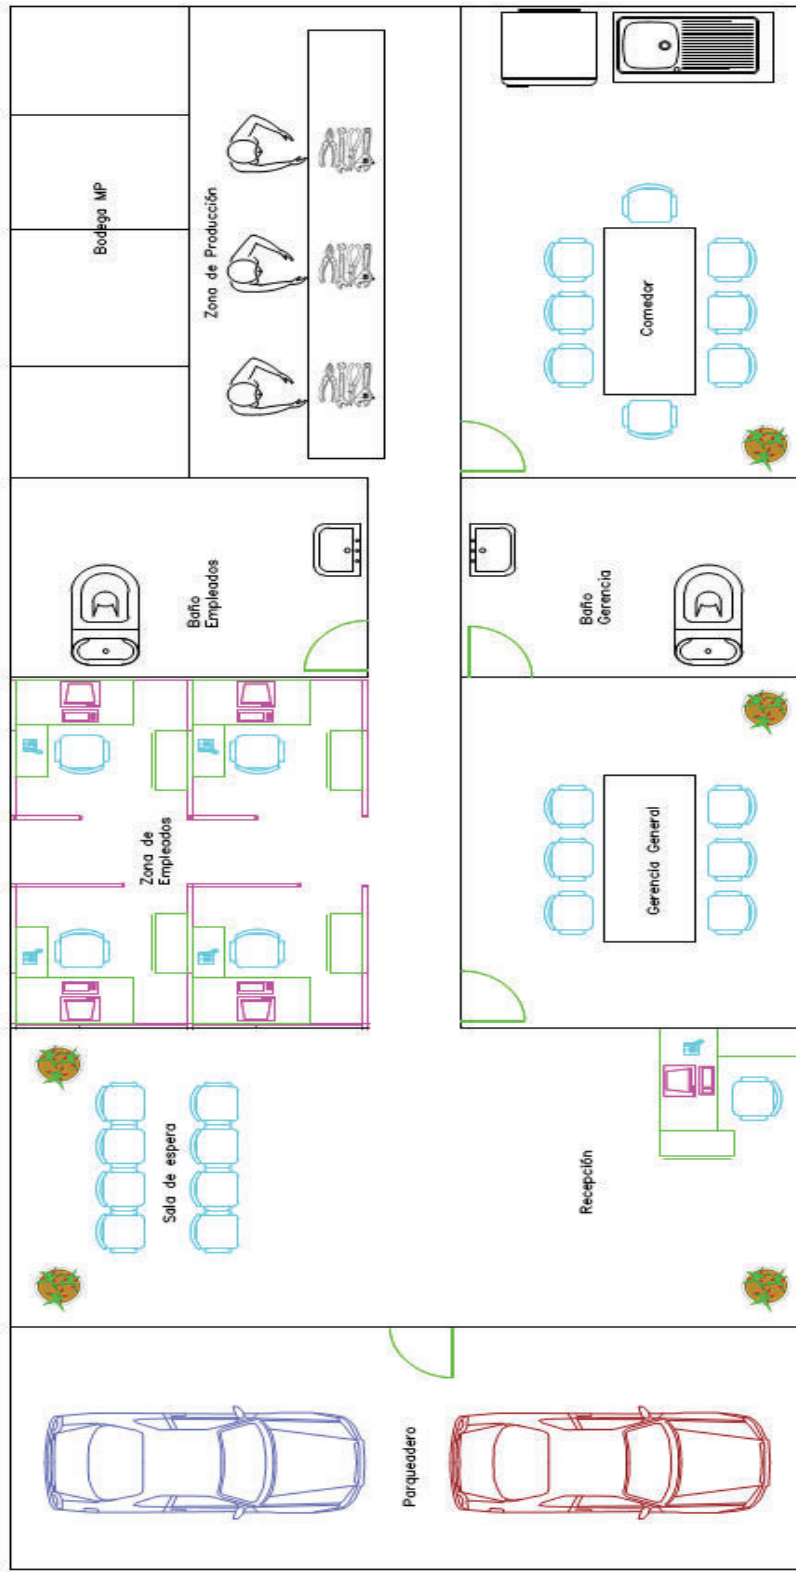 Bodega MP
Zona de Producción
Comedor
Baño
Empleados
Baño
Gerencia
Zona de
Empleados
Gerencia General
Sala de espera
Recepción
Parqueadero